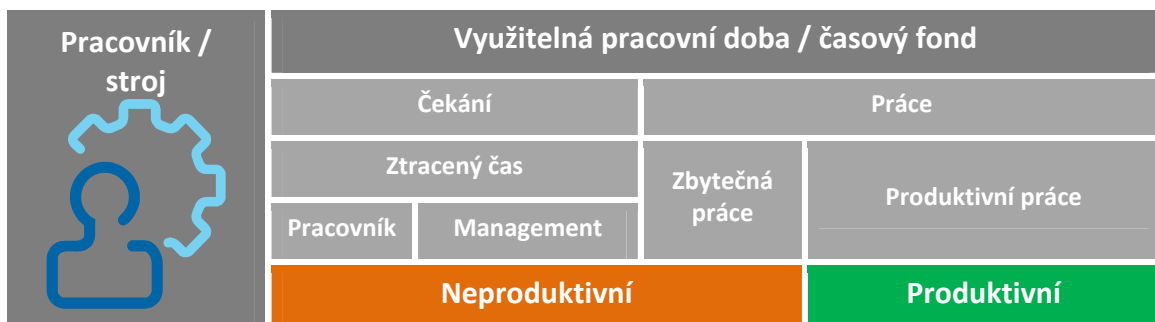 Pracovník /
stroj
Využitelná pracovní doba / časový fond
Čekání
Práce
Ztracený čas
Zbytečná
práce
Produktivní práce
Pracovník
Management
Neproduktivní
Produktivní